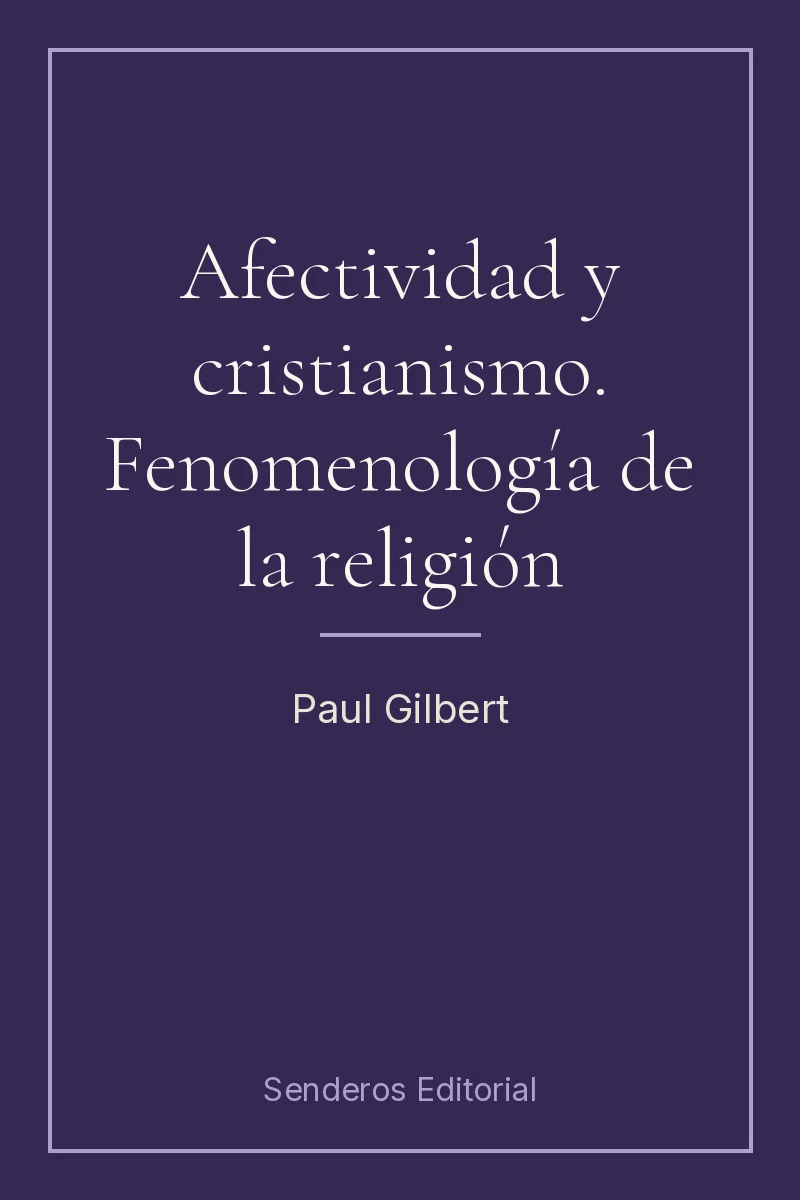 Afectividad y
cristianismo.
Fenomenología de
la religión
Paul Gilbert
Senderos Editorial